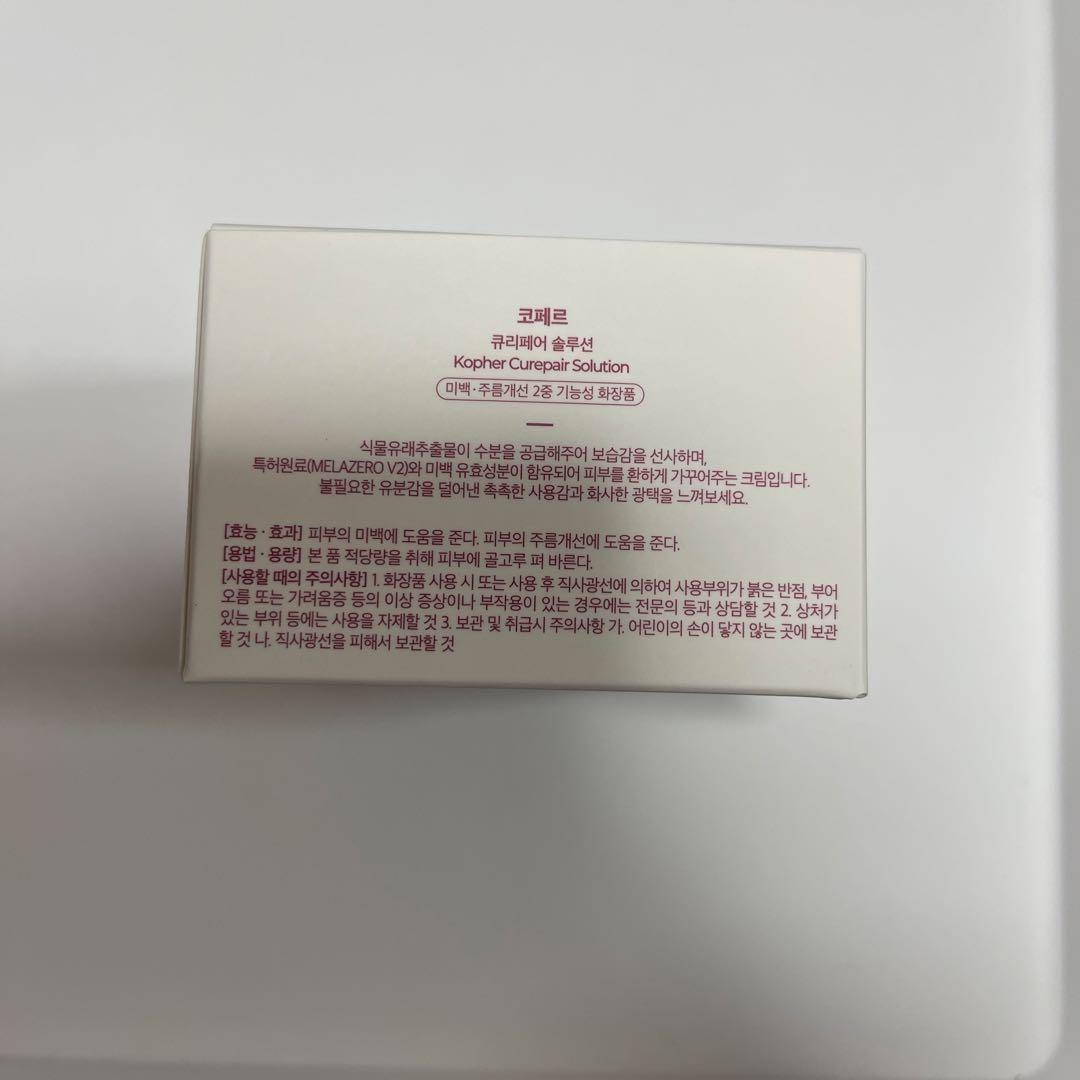 코페르
큐리페어 솔루션
Kopher Curepair Solution
미백·주름개선 2중 기능성 화장품
식물유래추출물이 수분을 공급해주어 보습감을 선사하며,
특허원료(MELAZERO V2)와 미백 유효성분이 함유되어 피부를 환하게 가꾸어주는 크림입니다.
불필요한 유분감을 덜어낸 촉촉한 사용감과 화사한 광택을 느껴보세요.
[효능·효과] 피부의 미백에 도움을 준다. 피부의 주름개선에 도움을 준다.
[용법·용량] 본 품 적당량을 취해 피부에 골고루 펴 바른다.
[사용할 때의 주의사항] 1. 화장품 사용 시 또는 사용 후 직사광선에 의하여 사용부위가 붉은 반점, 부어
오름 또는 가려움증 등의 이상 증상이나 부작용이 있는 경우에는 전문의 등과 상담할 것 2. 상처가
있는 부위 등에는 사용을 자제할 것 3. 보관 및 취급시 주의사항 가. 어린이의 손이 닿지 않는 곳에 보관
할 것 나. 직사광선을 피해서 보관할 것